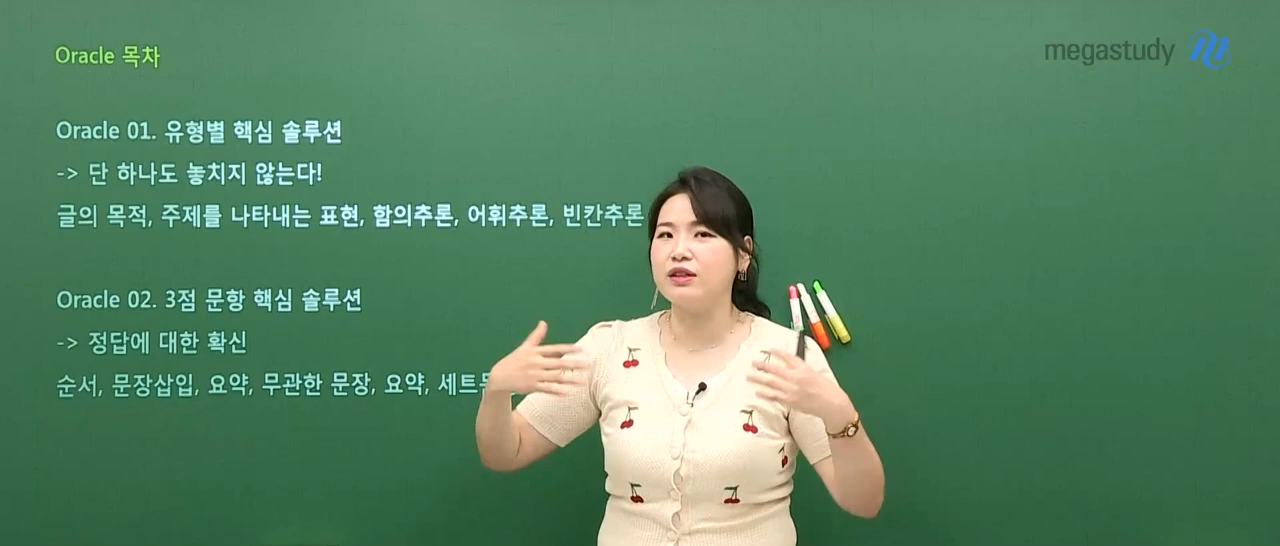 Oracle 목차
megastudy
Oracle 01. 유형별 핵심 솔루션
-> 단 하나도 놓치지 않는다!
글의 목적, 주제를 나타내는 표현, 함의추론, 어휘추론, 빈칸추론
Oracle 02. 3점 문항 핵심 솔루션
-> 정답에 대한 확신
순서, 문장삽입, 요약, 무관한 문장, 요약,